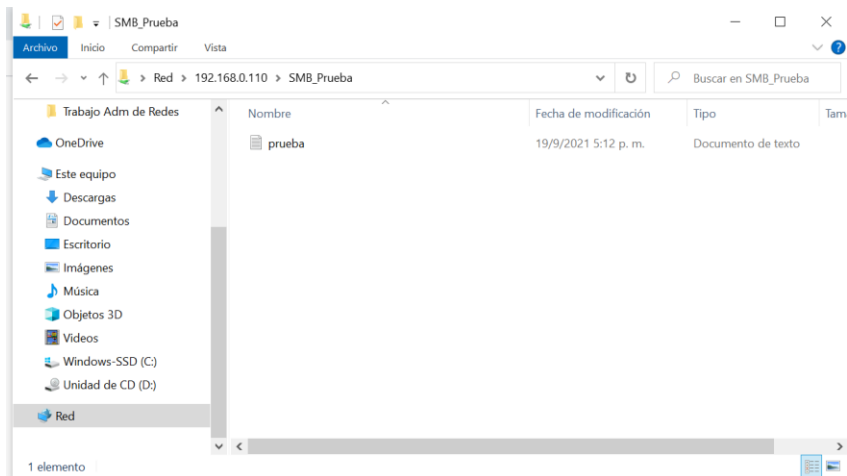 SMB_Prueba
Archivo Inicio Compartir Vista
Red > 192.168.0.110 > SMB_Prueba
Buscar en SMB_Prueba
Trabajo Adm de Redes
OneDrive
Este equipo
Descargas
Documentos
Escritorio
Imágenes
Música
Objetos 3D
Videos
Windows-SSD (C:)
Unidad de CD (D:)
Red
Nombre Fecha de modificación Tipo Tam
prueba 19/9/2021 5:12 p. m. Documento de texto
1 elemento